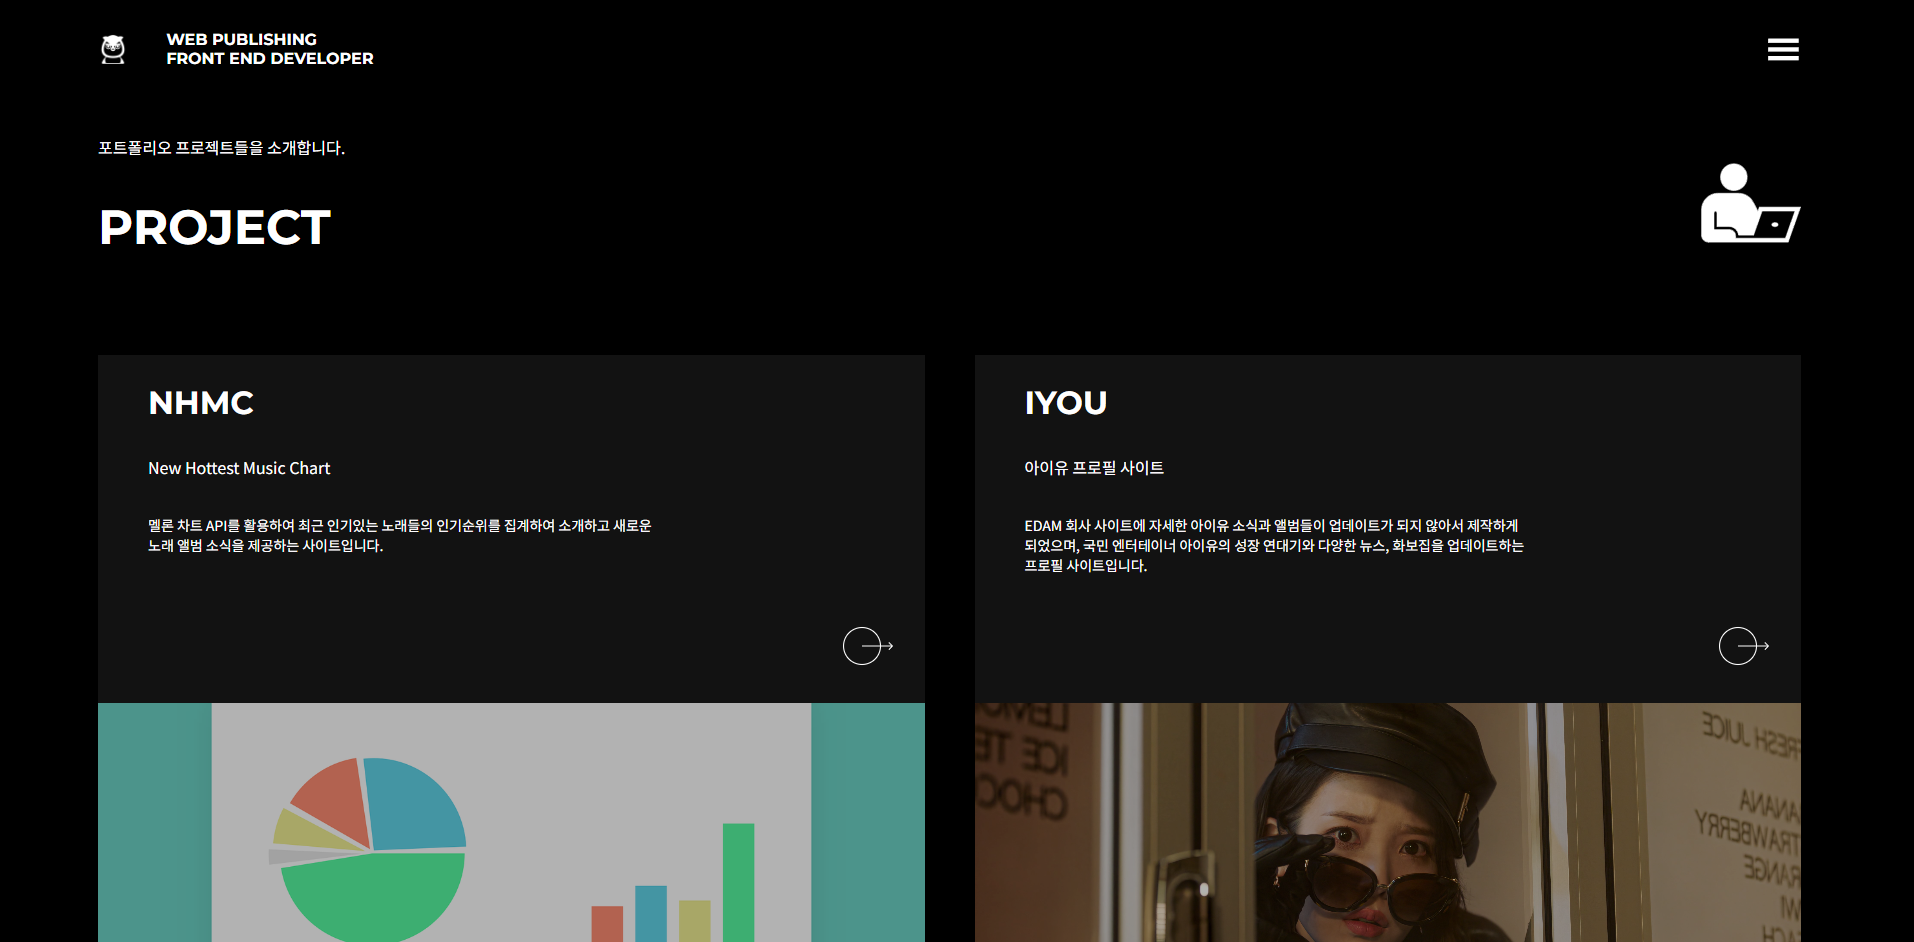 WEB PUBLISHING
FRONT END DEVELOPER
포트폴리오 프로젝트들을 소개합니다.
PROJECT
NHMC
New Hottest Music Chart
멜론 차트 API를 활용하여 최근 인기있는 노래들의 인기순위를 집계하여 소개하고 새로운
노래 앨범 소식을 제공하는 사이트입니다.
IYOU
아이유 프로필 사이트
EDAM 회사 사이트에 자세한 아이유 소식과 앨범들이 업데이트가 되지 않아서 제작하게
되었으며, 국민 엔터테이너 아이유의 성장 연대기와 다양한 뉴스, 화보집을 업데이트하는
프로필 사이트입니다.
ICE
FRESH JUICE